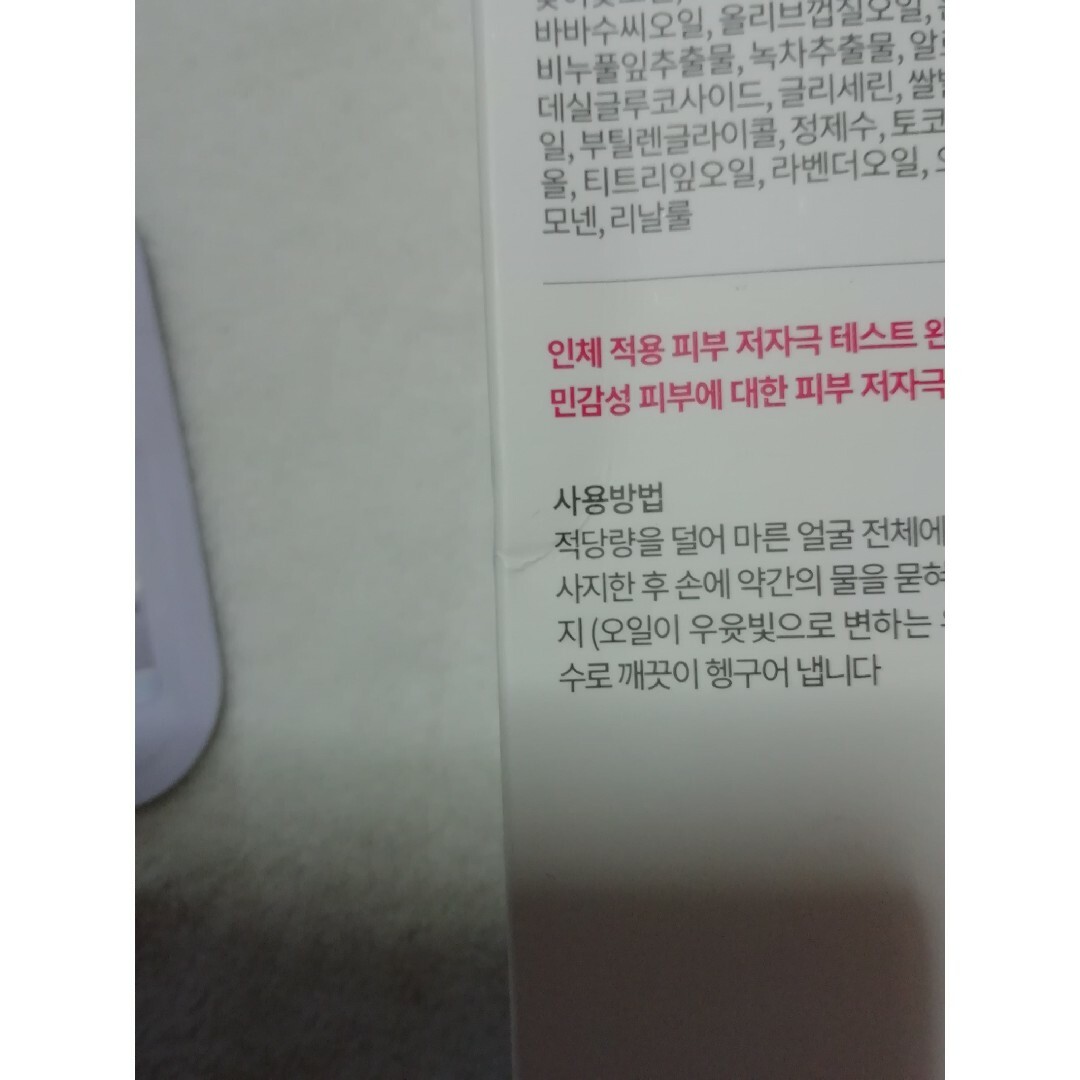 바바수씨오일, 올리브껍질오일,
비누풀잎추출물, 녹차추출물,
데실글루코사이드, 글리세린,
일, 부틸렌글라이콜, 정제수, 토코
올, 티트리잎오일, 라벤더오일,
모넨, 리날룰
인체 적용 피부 저자극 테스트
민감성 피부에 대한 피부 저자극
사용방법
적당량을 덜어 마른 얼굴 전체에
사지한 후 손에 약간의 물을 묻혀
지 (오일이 우윳빛으로 변하는
수로 깨끗이 헹구어 냅니다